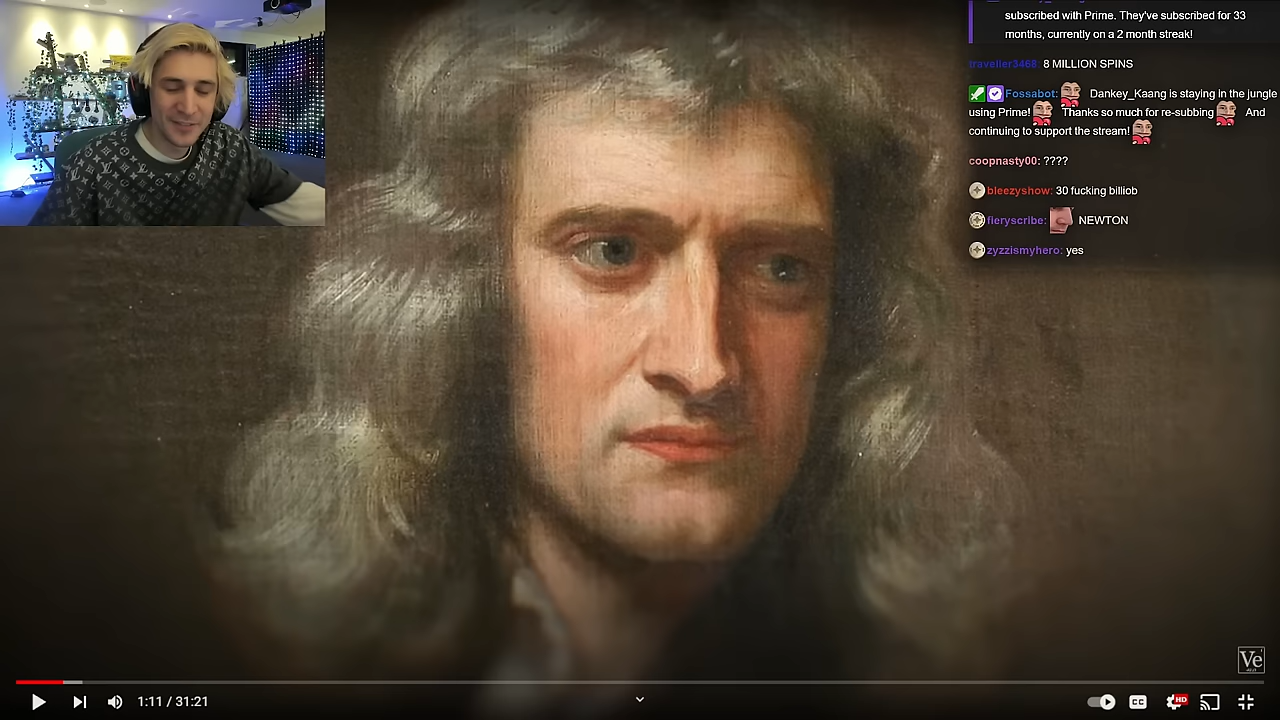 subscribed with Prime. They've subscribed for 33
months, currently on a 2 month streak!
traveller3468: 8 MILLION SPINS
Fossabot: Dankey_Kaang is staying in the jungle
using Prime! Thanks so much for re-subbing And
continuing to support the stream!
coopnasty00: ????
bleezyshow: 30 fucking billiob
fieryscribe: NEWTON
zyzzismyhero: yes
Ve
1:11 / 31:21
CC
HD